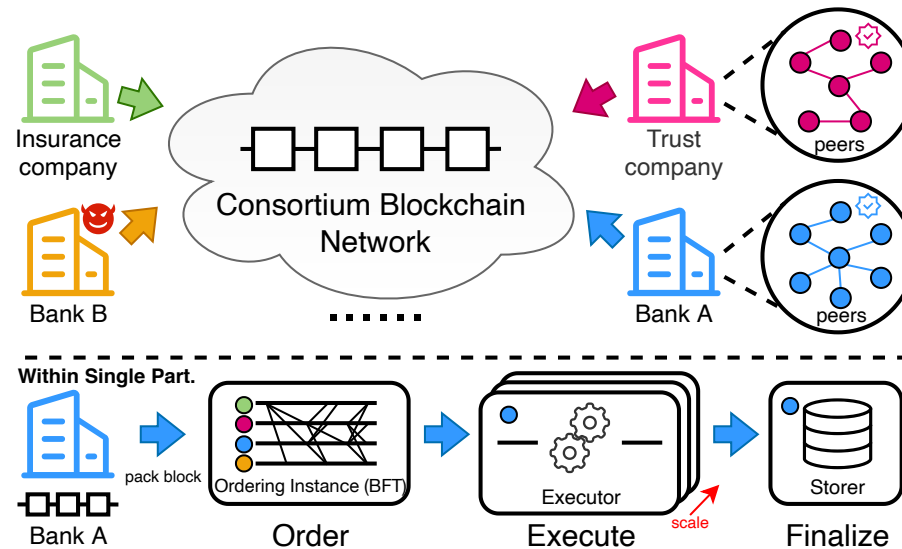 Insurance
company
Bank B
Consortium Blockchain
Network
......
Trust
company
peers
Bank A
peers
Within Single Part.
pack block
Bank A
Ordering Instance (BFT)
Order
Executor
Execute
scale
Storer
Finalize